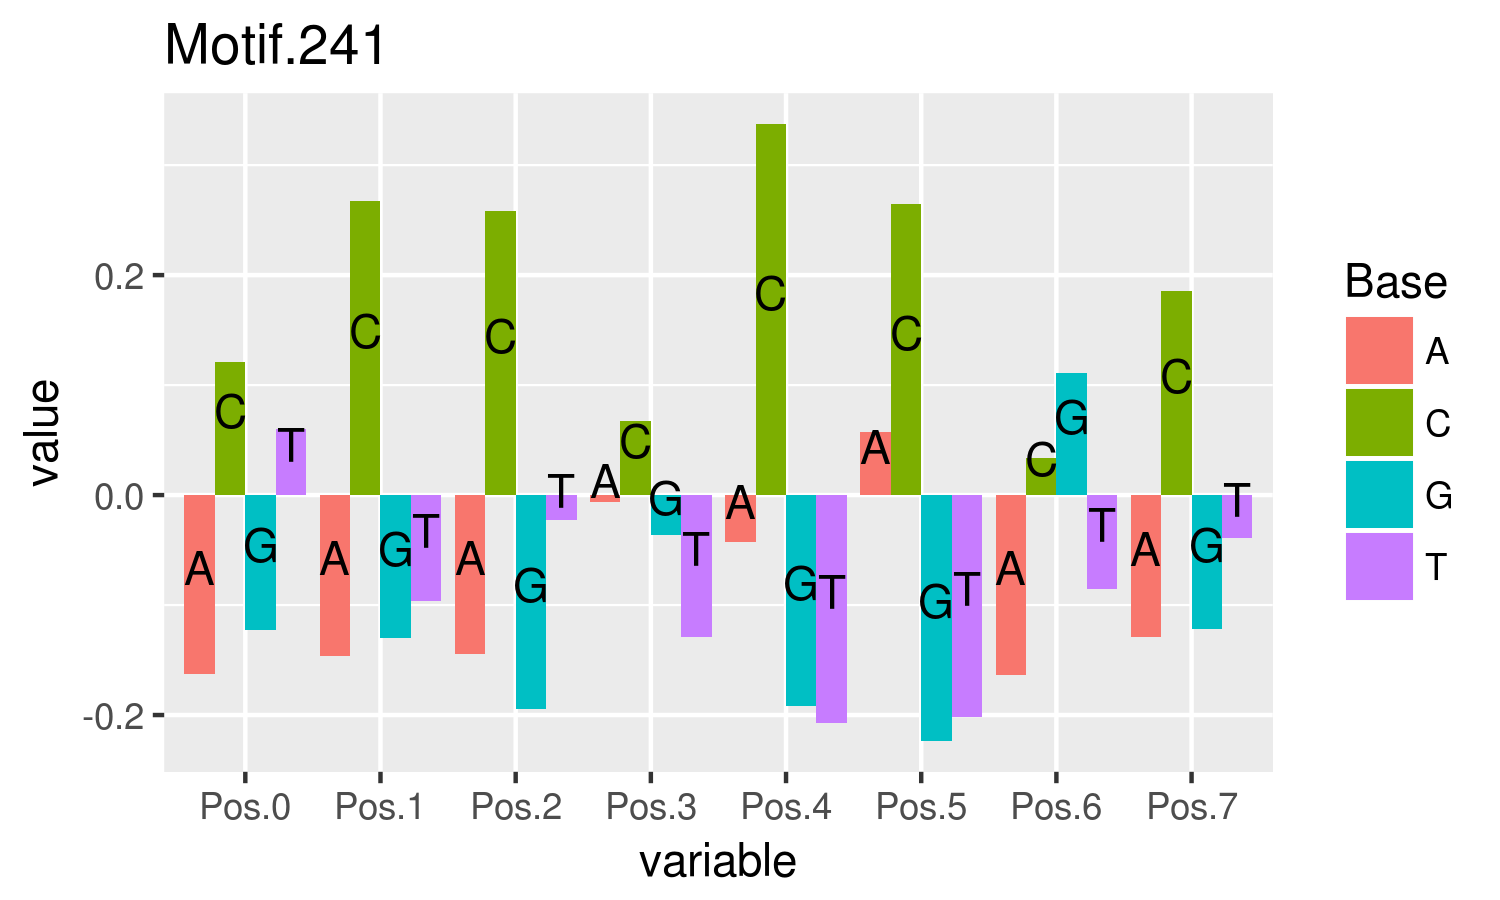 Motif.241
value
0.2
0.0
-0.2
A C G T
A C G T
A C G T
A C G T
A C G T
A C G T
A C G T
A C G T
Pos.0 Pos.1 Pos.2 Pos.3 Pos.4 Pos.5 Pos.6 Pos.7
variable
Base
A
C
G
T